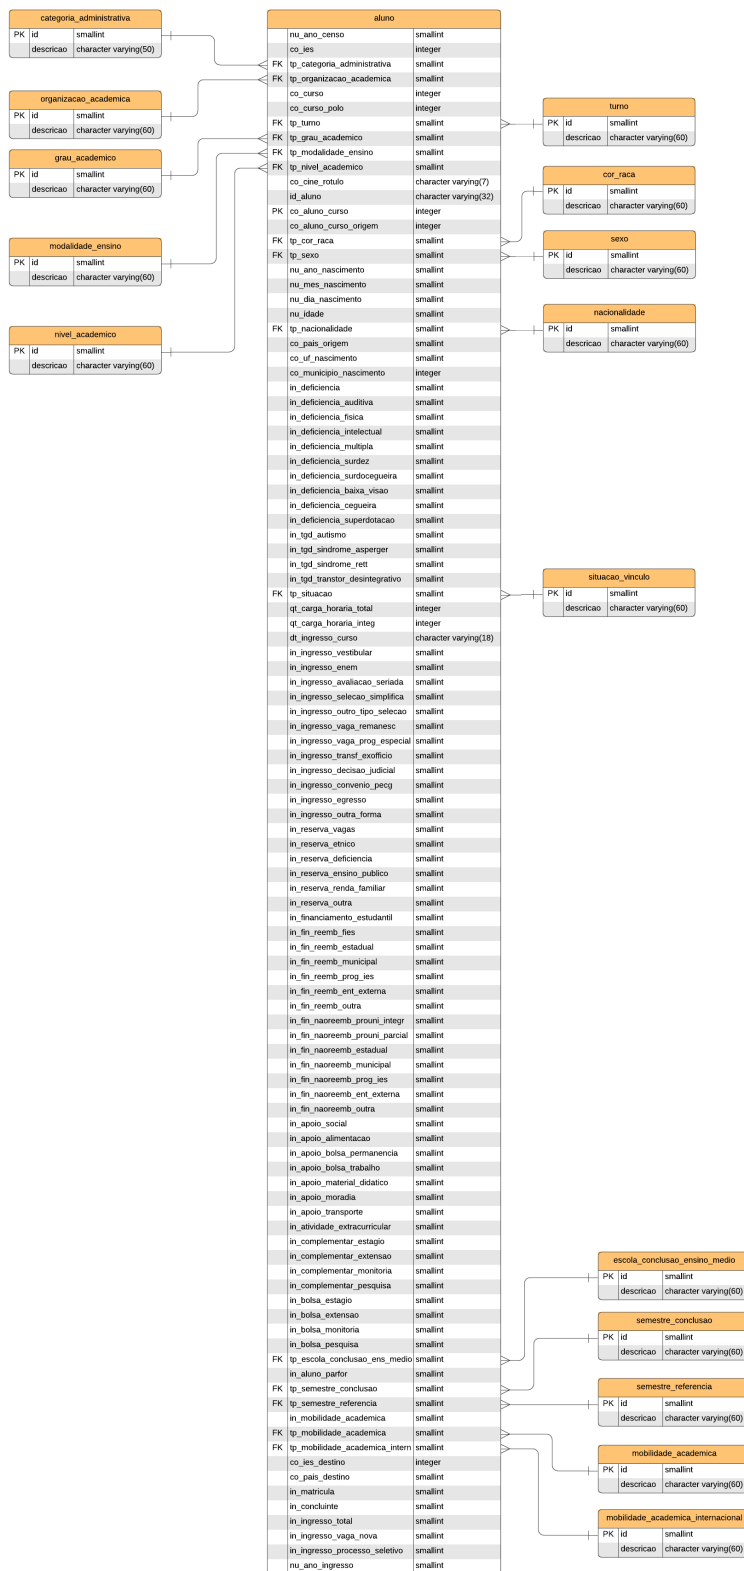 categoria_administrativa
PK id smallint
descricao character varying(50)
organizacao_academica
PK id smallint
descricao character varying(60)
grau_academico
PK id smallint
descricao character varying(60)
modalidade_ensino
PK id smallint
descricao character varying(60)
nivel_academico
PK id smallint
descricao character varying(60)
aluno
nu_ano_censo smallint
co_ies integer
FK tp_categoria_administrativa smallint
FK tp_organizacao_academica smallint
co_curso integer
co_curso_polo integer
FK tp_turno smallint
FK tp_grau_academico smallint
FK tp_modalidade_ensino smallint
FK tp_nivel_academico smallint
co_cine_rotulo character varying(7)
id_aluno character varying(32)
PK co_aluno_curso integer
co_aluno_curso_origem integer
FK tp_cor_raca smallint
FK tp_sexo smallint
nu_ano_nascimento smallint
nu_mes_nascimento smallint
nu_dia_nascimento smallint
nu_idade smallint
FK tp_nacionalidade smallint
co_pais_origem smallint
co_uf_nascimento smallint
co_municipio_nascimento integer
in_deficiencia smallint
in_deficiencia_auditiva smallint
in_deficiencia_fisica smallint
in_deficiencia_intelectual smallint
in_deficiencia_multipla smallint
in_deficiencia_surdez smallint
in_deficiencia_surdocegueira smallint
in_deficiencia_baixa_visao smallint
in_deficiencia_cegueira smallint
in_deficiencia_superdotacao smallint
in_tgd_autismo smallint
in_tgd_sindrome_asperger smallint
in_tgd_sindrome_rett smallint
in_tgd_transtor_desintegrativo smallint
FK tp_situacao smallint
qt_carga_horaria_total integer
qt_carga_horaria_integ integer
dt_ingresso_curso character varying(18)
in_ingresso_vestibular smallint
in_ingresso_enem smallint
in_ingresso_avaliacao_seriada smallint
in_ingresso_selecao_simplifica smallint
in_ingresso_outro_tipo_selecao smallint
in_ingresso_vaga_remanesc smallint
in_ingresso_vaga_prog_especial smallint
in_ingresso_transf_exofficio smallint
in_ingresso_decisao_judicial smallint
in_ingresso_convenio_pecg smallint
in_ingresso_egresso smallint
in_ingresso_outra_forma smallint
in_reserva_vagas smallint
in_reserva_etnico smallint
in_reserva_deficiencia smallint
in_reserva_ensino_publico smallint
in_reserva_renda_familiar smallint
in_reserva_outra smallint
in_financiamento_estudantil smallint
in_fin_reemb_fies smallint
in_fin_reemb_estadual smallint
in_fin_reemb_municipal smallint
in_fin_reemb_prog_ies smallint
in_fin_reemb_ent_externa smallint
in_fin_reemb_outra smallint
in_fin_naoreemb_prouni_integr smallint
in_fin_naoreemb_prouni_parcial smallint
in_fin_naoreemb_estadual smallint
in_fin_naoreemb_municipal smallint
in_fin_naoreemb_prog_ies smallint
in_fin_naoreemb_ent_externa smallint
in_fin_naoreemb_outra smallint
in_apoio_social smallint
in_apoio_alimentacao smallint
in_apoio_bolsa_permanencia smallint
in_apoio_bolsa_trabalho smallint
in_apoio_material_didatico smallint
in_apoio_moradia smallint
in_apoio_transporte smallint
in_atividade_extracurricular smallint
in_complementar_estagio smallint
in_complementar_extensao smallint
in_complementar_monitoria smallint
in_complementar_pesquisa smallint
in_bolsa_estagio smallint
in_bolsa_extensao smallint
in_bolsa_monitoria smallint
in_bolsa_pesquisa smallint
FK tp_escola_conclusao_ens_medio smallint
in_aluno_parfor smallint
FK tp_semestre_conclusao smallint
FK tp_semestre_referencia smallint
in_mobilidade_academica smallint
FK tp_mobilidade_academica smallint
FK tp_mobilidade_academica_intern smallint
co_ies_destino integer
co_pais_destino smallint
in_matricula smallint
in_concluinte smallint
in_ingresso_total smallint
in_ingresso_vaga_nova smallint
in_ingresso_processo_seletivo smallint
nu_ano_ingresso smallint
turno
PK id smallint
descricao character varying(60)
cor_raca
PK id smallint
descricao character varying(60)
sexo
PK id smallint
descricao character varying(60)
nacionalidade
PK id smallint
descricao character varying(60)
situacao_vinculo
PK id smallint
descricao character varying(60)
escola_conclusao_ensino_medio
PK id smallint
descricao character varying(60)
semestre_conclusao
PK id smallint
descricao character varying(60)
semestre_referencia
PK id smallint
descricao character varying(60)
mobilidade_academica
PK id smallint
descricao character varying(60)
mobilidade_academica_internacional
PK id smallint
descricao character varying(60)